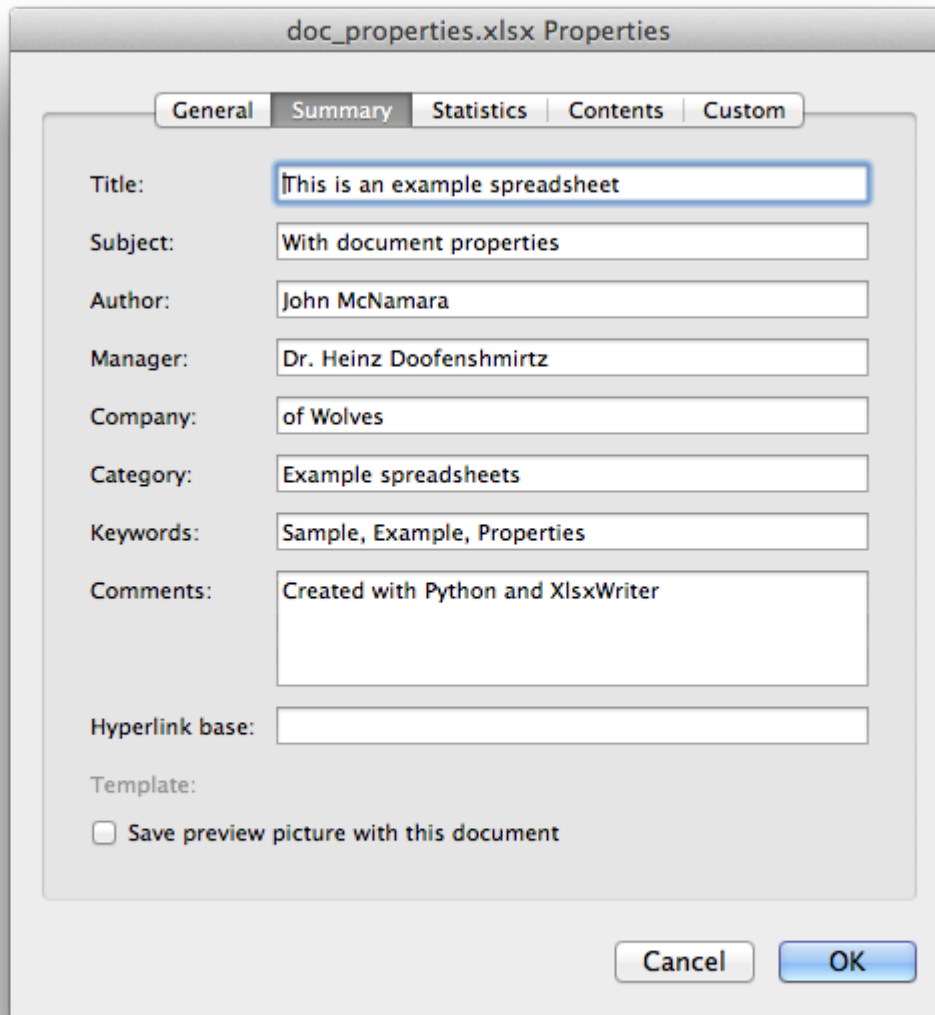 doc_properties.xlsx Properties
General Summary Statistics Contents Custom
Title: This is an example spreadsheet
Subject: With document properties
Author: John McNamara
Manager: Dr. Heinz Doofenshmirtz
Company: of Wolves
Category: Example spreadsheets
Keywords: Sample, Example, Properties
Comments: Created with Python and XlsxWriter
Hyperlink base:
Template:
Save preview picture with this document
Cancel OK